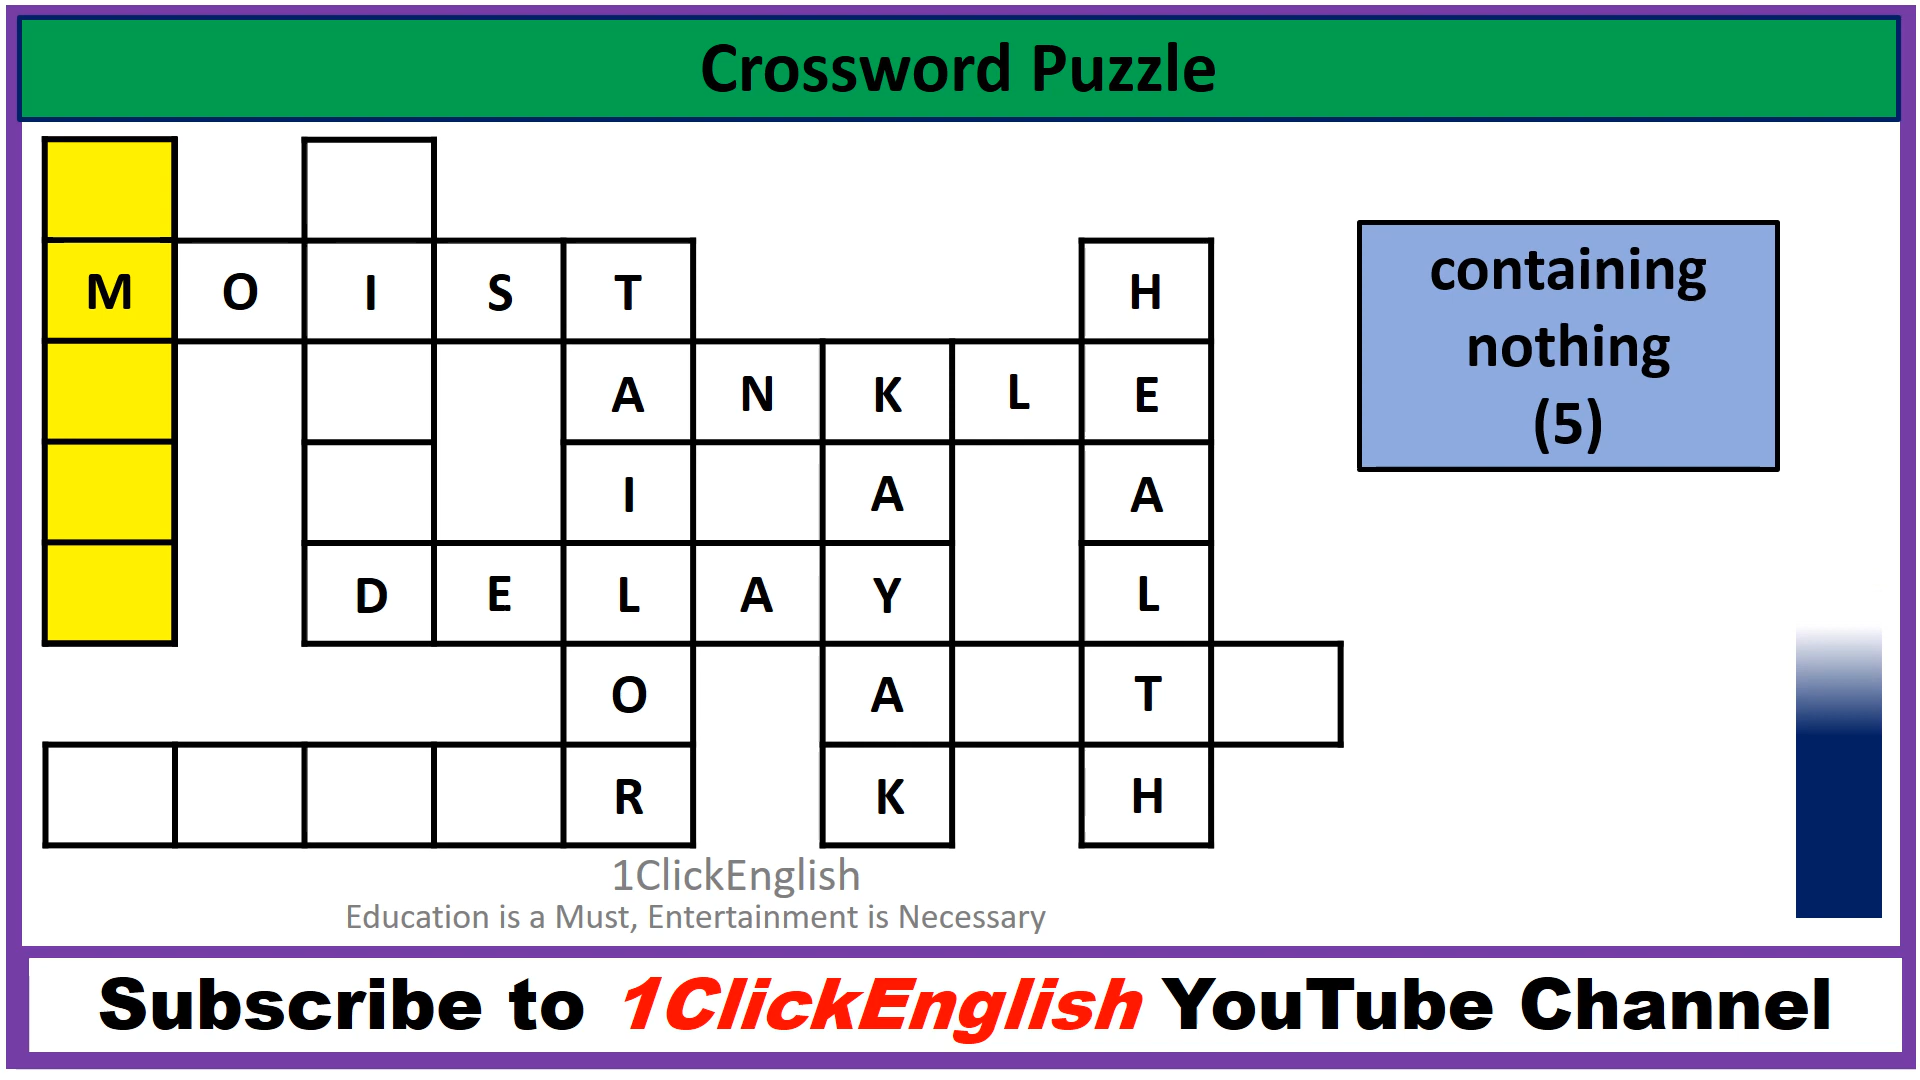 Crossword Puzzle
M O I S T H
A N K L E
I A A
D E L A Y L
O A T
R K H
containing
nothing
(5)
1ClickEnglish
Education is a Must, Entertainment is Necessary
Subscribe to 1ClickEnglish YouTube Channel